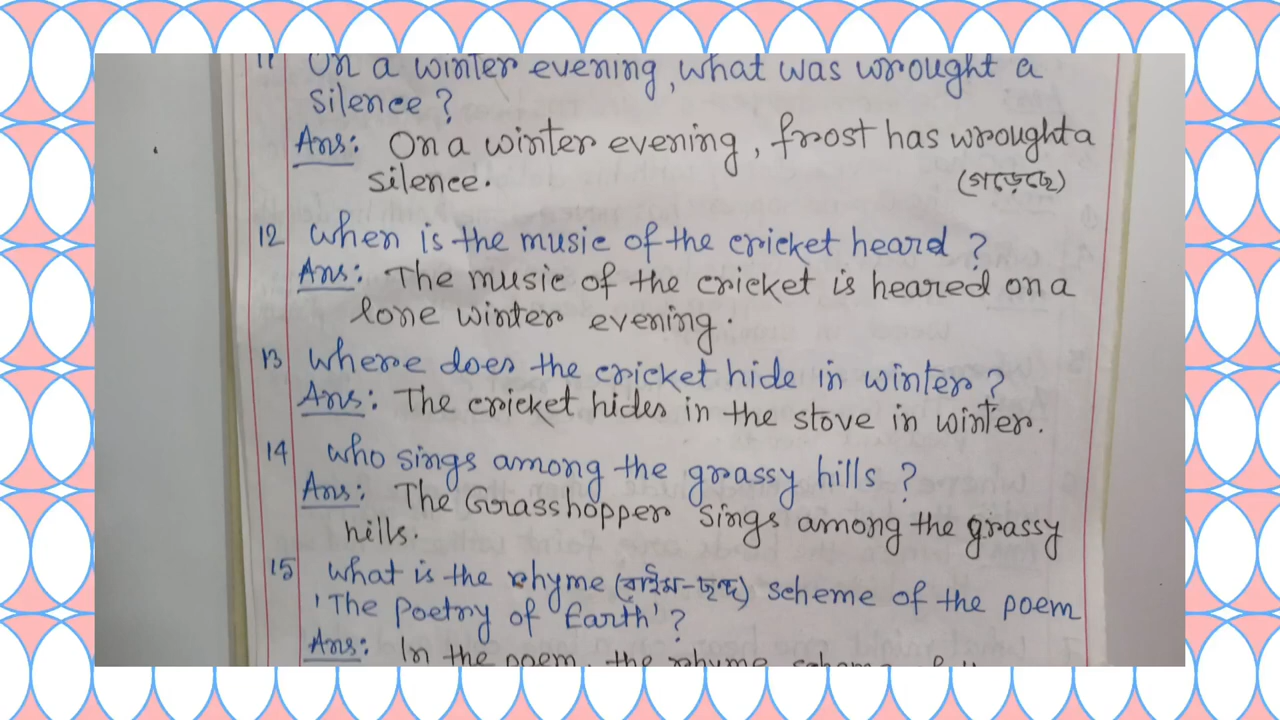 11 On a winter evening, what was wrought a
silence ?
Ans: On a winter evening, frost has wrought a
silence.
(গড়েছে)
12 when is the music of the cricket heard ?
Ans: The music of the cricket is heared on a
lone winter evening.
13 where does the cricket hide in winter ?
Ans: The cricket hides in the stove in winter.
14 who sings among the grassy hills ?
Ans: The Grasshopper sings among the grassy
hills.
15 what is the rhyme (রাইম-ছন্দ) scheme of the poem
'The Poetry of Earth' ?
Ans: In the poem, the rhyme scheme